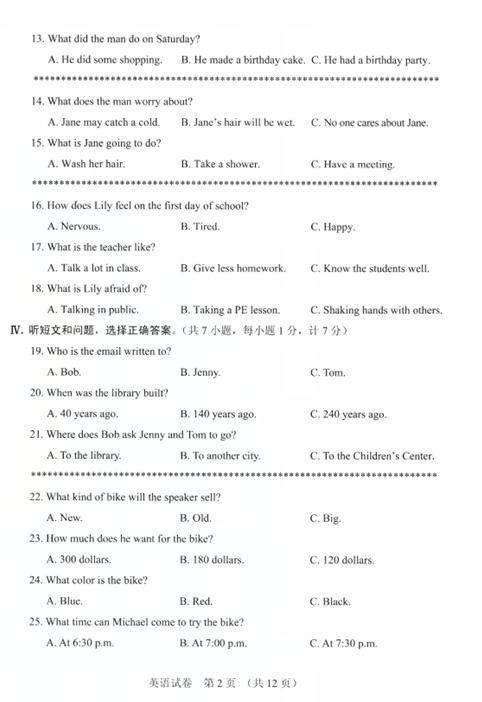 13. What did the man do on Saturday?
A. He did some shopping. B. He made a birthday cake. C. He had a birthday party.
********************************************************************************
14. What does the man worry about?
A. Jane may catch a cold. B. Jane's hair will be wet. C. No one cares about Jane.
15. What is Jane going to do?
A. Wash her hair. B. Take a shower. C. Have a meeting.
********************************************************************************
16. How does Lily feel on the first day of school?
A. Nervous. B. Tired. C. Happy.
17. What is the teacher like?
A. Talk a lot in class. B. Give less homework. C. Know the students well.
18. What is Lily afraid of?
A. Talking in public. B. Taking a PE lesson. C. Shaking hands with others.
Ⅳ. 听短文和问题，选择正确答案。（共 7 小题，每小题 1 分，计 7 分）
19. Who is the email written to?
A. Bob. B. Jenny. C. Tom.
20. When was the library built?
A. 40 years ago. B. 140 years ago. C. 240 years ago.
21. Where does Bob ask Jenny and Tom to go?
A. To the library. B. To another city. C. To the Children's Center.
********************************************************************************
22. What kind of bike will the speaker sell?
A. New. B. Old. C. Big.
23. How much does he want for the bike?
A. 300 dollars. B. 180 dollars. C. 120 dollars.
24. What color is the bike?
A. Blue. B. Red. C. Black.
25. What time can Michael come to try the bike?
A. At 6:30 p.m. B. At 7:00 p.m. C. At 7:30 p.m.
英语试卷 第 2 页 （共 12 页）